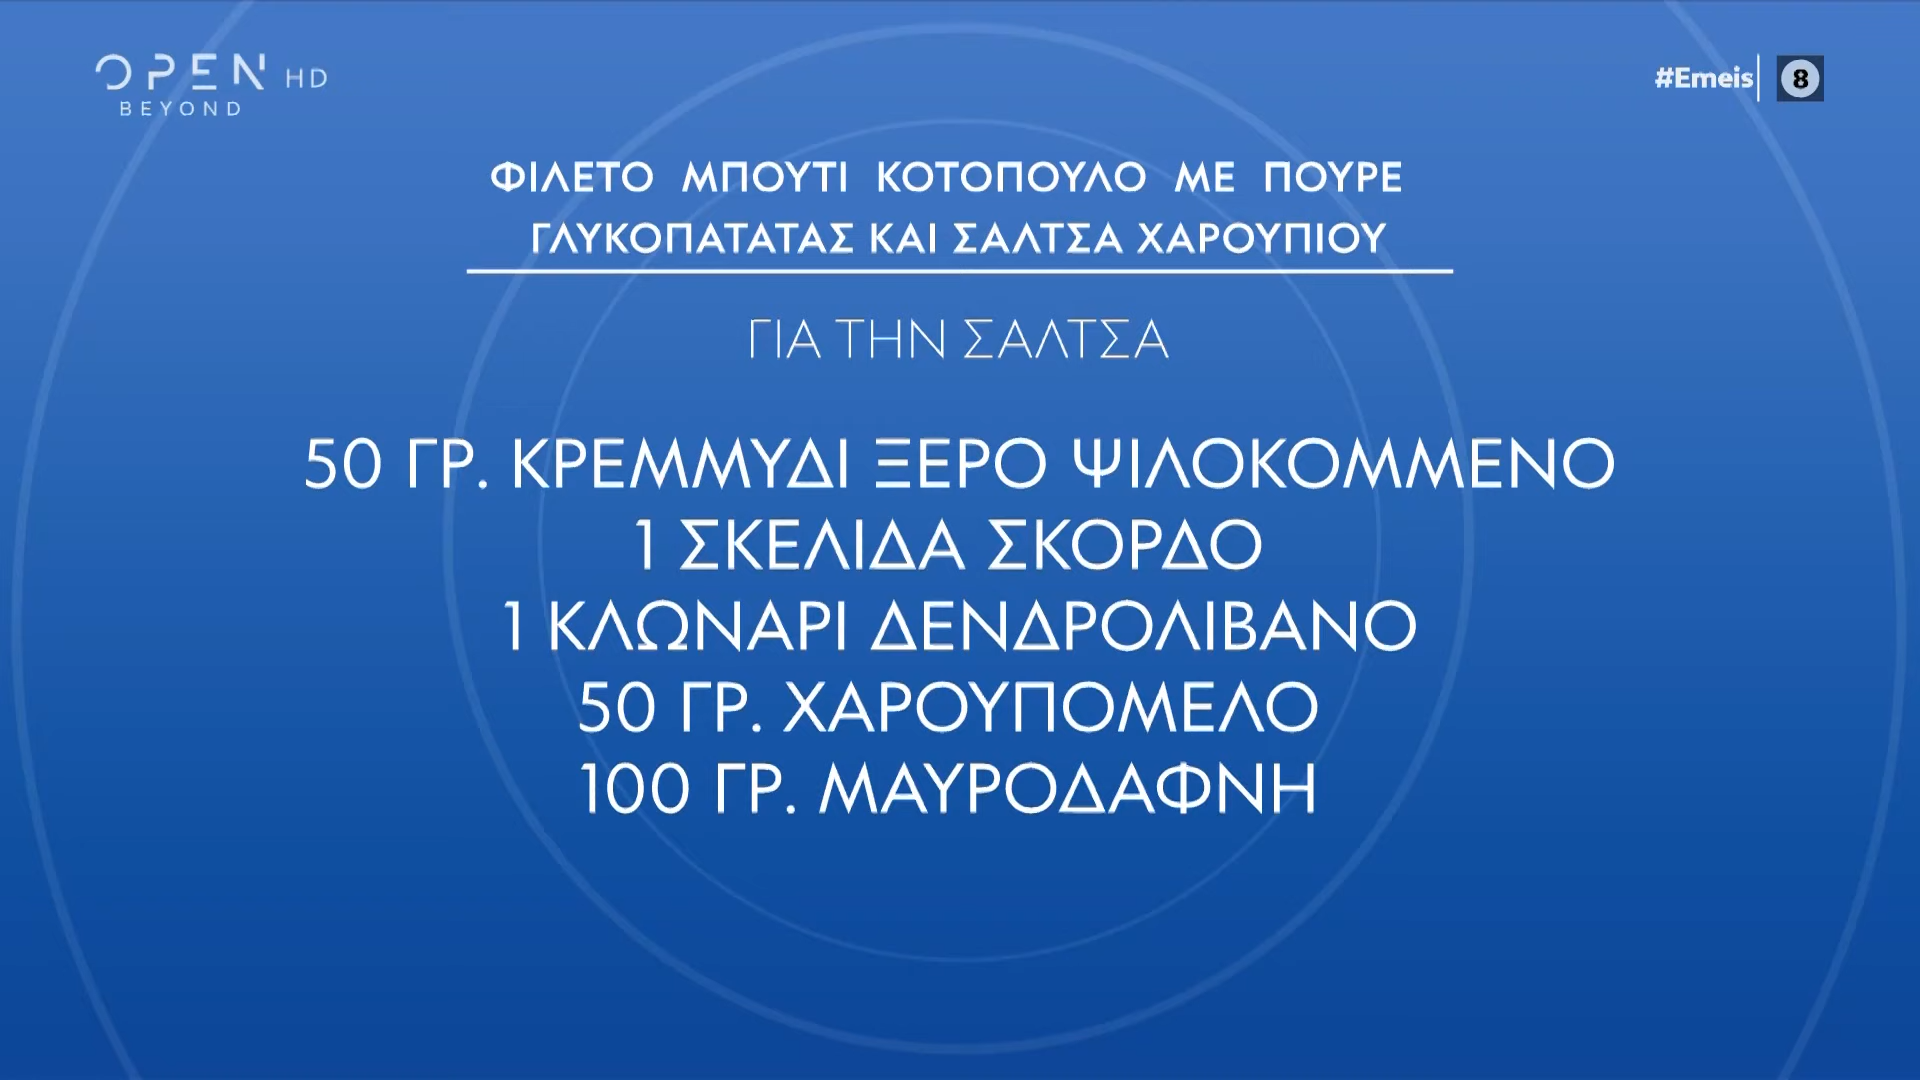 OPEN HD
BEYOND
#Emeis
8
ΦΙΛΕΤΟ ΜΠΟΥΤΙ ΚΟΤΟΠΟΥΛΟ ΜΕ ΠΟΥΡΕ
ΓΛΥΚΟΠΑΤΑΤΑΣ ΚΑΙ ΣΑΛΤΣΑ ΧΑΡΟΥΠΙΟΥ
ΓΙΑ ΤΗΝ ΣΑΛΤΣΑ
50 ΓΡ. ΚΡΕΜΜΥΔΙ ΞΕΡΟ ΨΙΛΟΚΟΜΜΕΝΟ
1 ΣΚΕΛΙΔΑ ΣΚΟΡΔΟ
1 ΚΛΩΝΑΡΙ ΔΕΝΔΡΟΛΙΒΑΝΟ
50 ΓΡ. ΧΑΡΟΥΠΟΜΕΛΟ
100 ΓΡ. ΜΑΥΡΟΔΑΦΝΗ